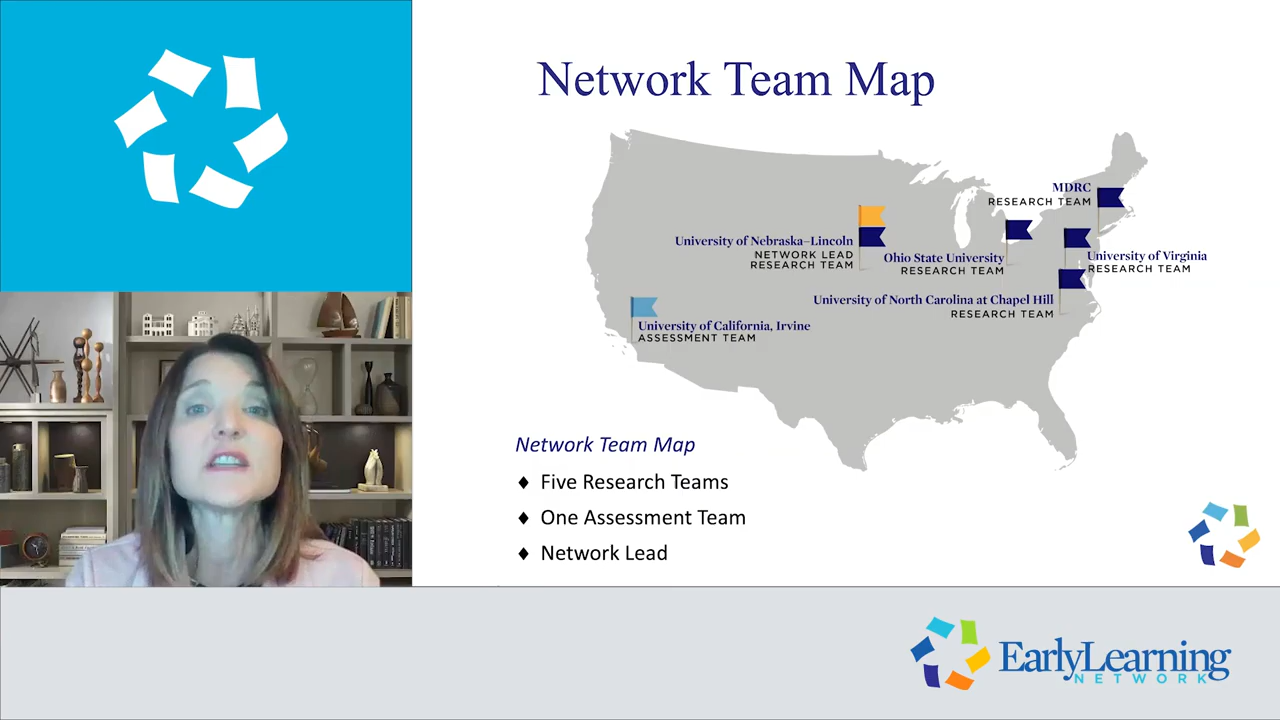 Network Team Map
MDRC
RESEARCH TEAM
University of Nebraska–Lincoln
NETWORK LEAD
RESEARCH TEAM
Ohio State University
RESEARCH TEAM
University of Virginia
RESEARCH TEAM
University of North Carolina at Chapel Hill
RESEARCH TEAM
University of California, Irvine
ASSESSMENT TEAM
Network Team Map
♦ Five Research Teams
♦ One Assessment Team
♦ Network Lead
EarlyLearning
NETWORK